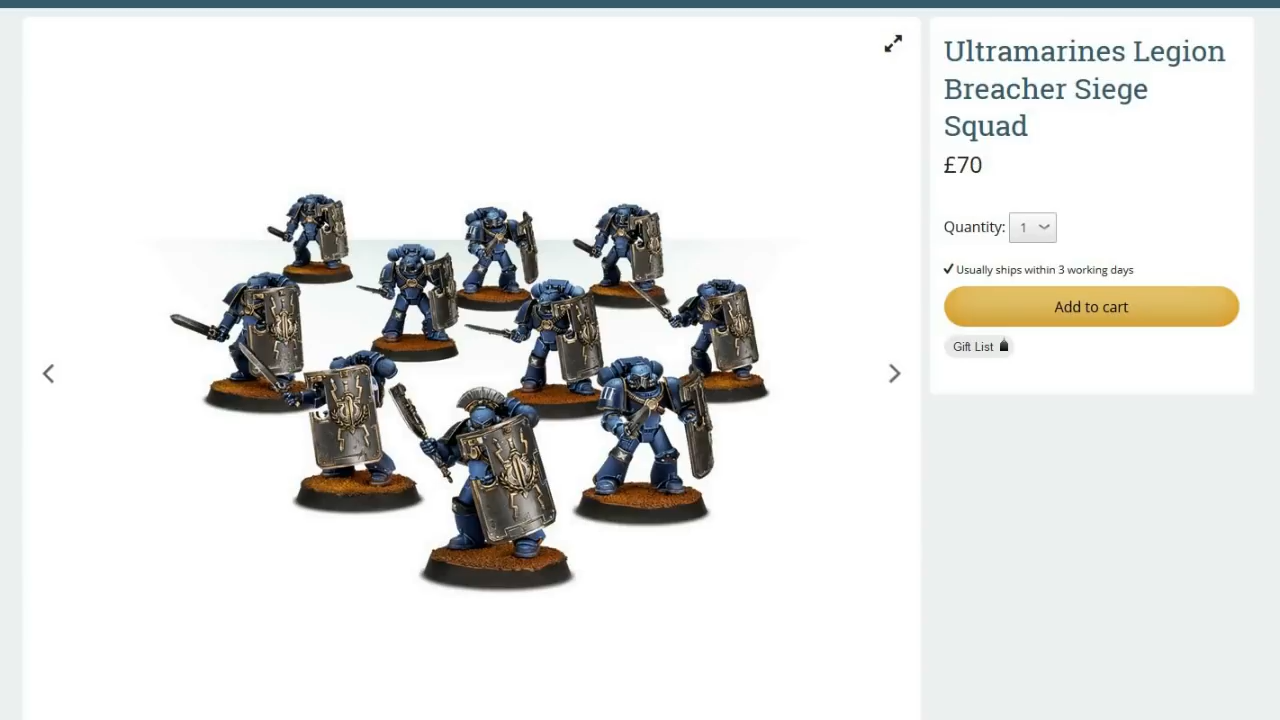 Ultramarines Legion
Breacher Siege
Squad
£70
Quantity: 1
Usually ships within 3 working days
Add to cart
Gift List